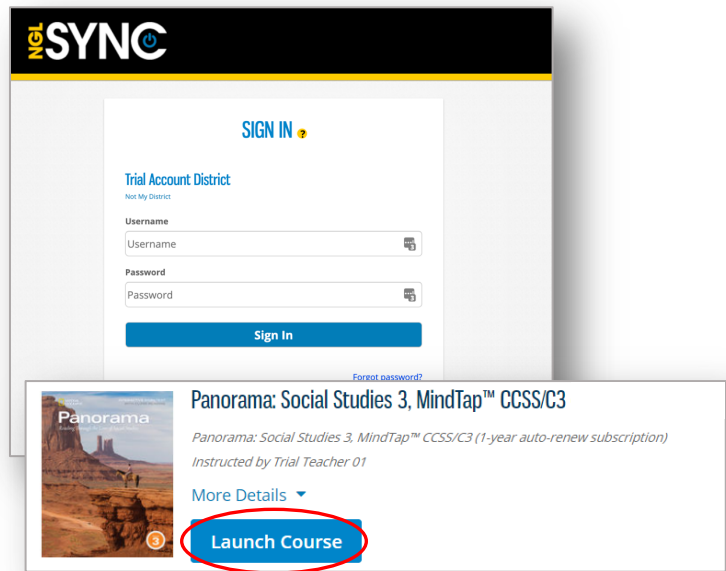 NGL SYNC
SIGN IN ?
Trial Account District
Not My District
Username
Username
Password
Password
Sign In
Forgot password?
Panorama: Social Studies 3, MindTap™ CCSS/C3
Panorama: Social Studies 3, MindTap™ CCSS/C3 (1-year auto-renew subscription)
Instructed by Trial Teacher 01
More Details
Launch Course
Panorama
3